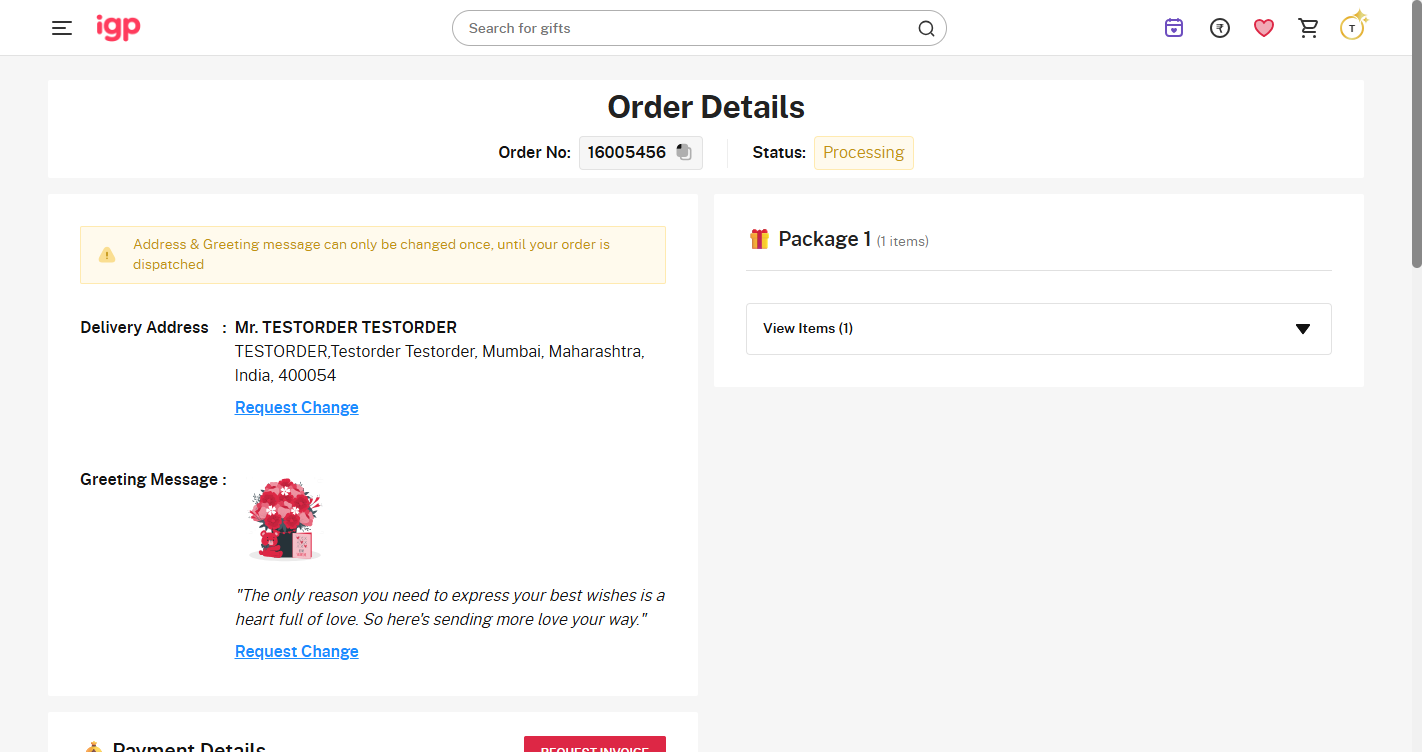 igp
Search for gifts
T
Order Details
Order No: 16005456 Status: Processing
Address & Greeting message can only be changed once, until your order is
dispatched
Delivery Address : Mr. TESTORDER TESTORDER
TESTORDER,Testorder Testorder, Mumbai, Maharashtra,
India, 400054
Request Change
Greeting Message :
"The only reason you need to express your best wishes is a
heart full of love. So here's sending more love your way."
Request Change
Payment Details
REQUEST INVOICE
Package 1 (1 items)
View Items (1)